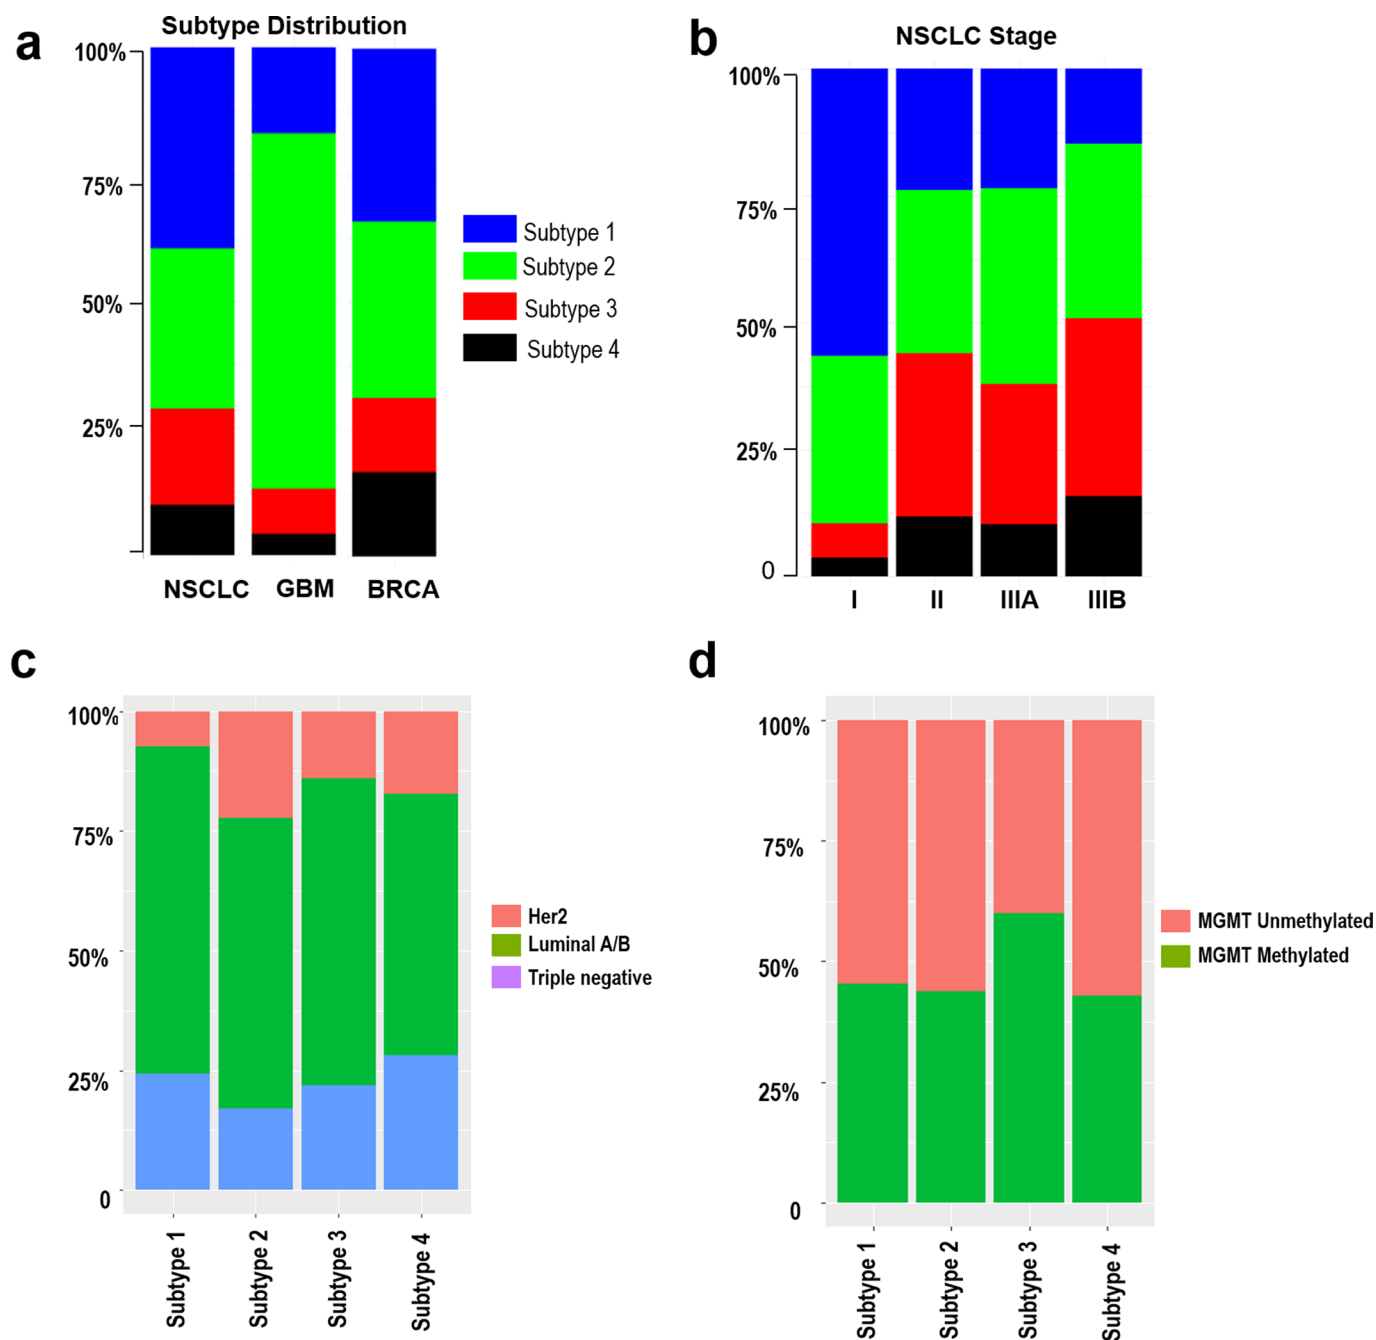 a
Subtype Distribution
100%
75%
50%
25%
NSCLC
GBM
BRCA
Subtype 1
Subtype 2
Subtype 3
Subtype 4
b
NSCLC Stage
100%
75%
50%
25%
0
I
II
IIIA
IIIB
c
100%
75%
50%
25%
0
Subtype 1
Subtype 2
Subtype 3
Subtype 4
Her2
Luminal A/B
Triple negative
d
100%
75%
50%
25%
0
Subtype 1
Subtype 2
Subtype 3
Subtype 4
MGMT Unmethylated
MGMT Methylated